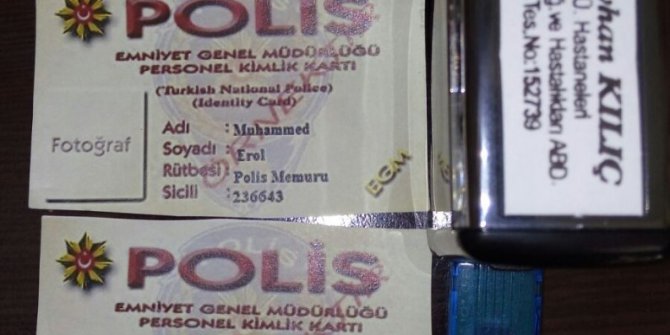 POLİS
EMNİYET GENEL MÜDÜRLÜĞÜ
PERSONEL KİMLİK KARTI
(Turkish National Police)
(Identity Card)
Fotoğraf
Adı : Muhammed
Soyadı : Erol
Rütbesi : Polis Memuru
Sicili : 236643
EGM
ÖRNEKTİR
POLİS
EMNİYET GENEL MÜDÜRLÜĞÜ
PERSONEL KİMLİK KARTI
KILIÇ
Hastaneleri
ve Hastalıkları ABD.
Tes.No:152739